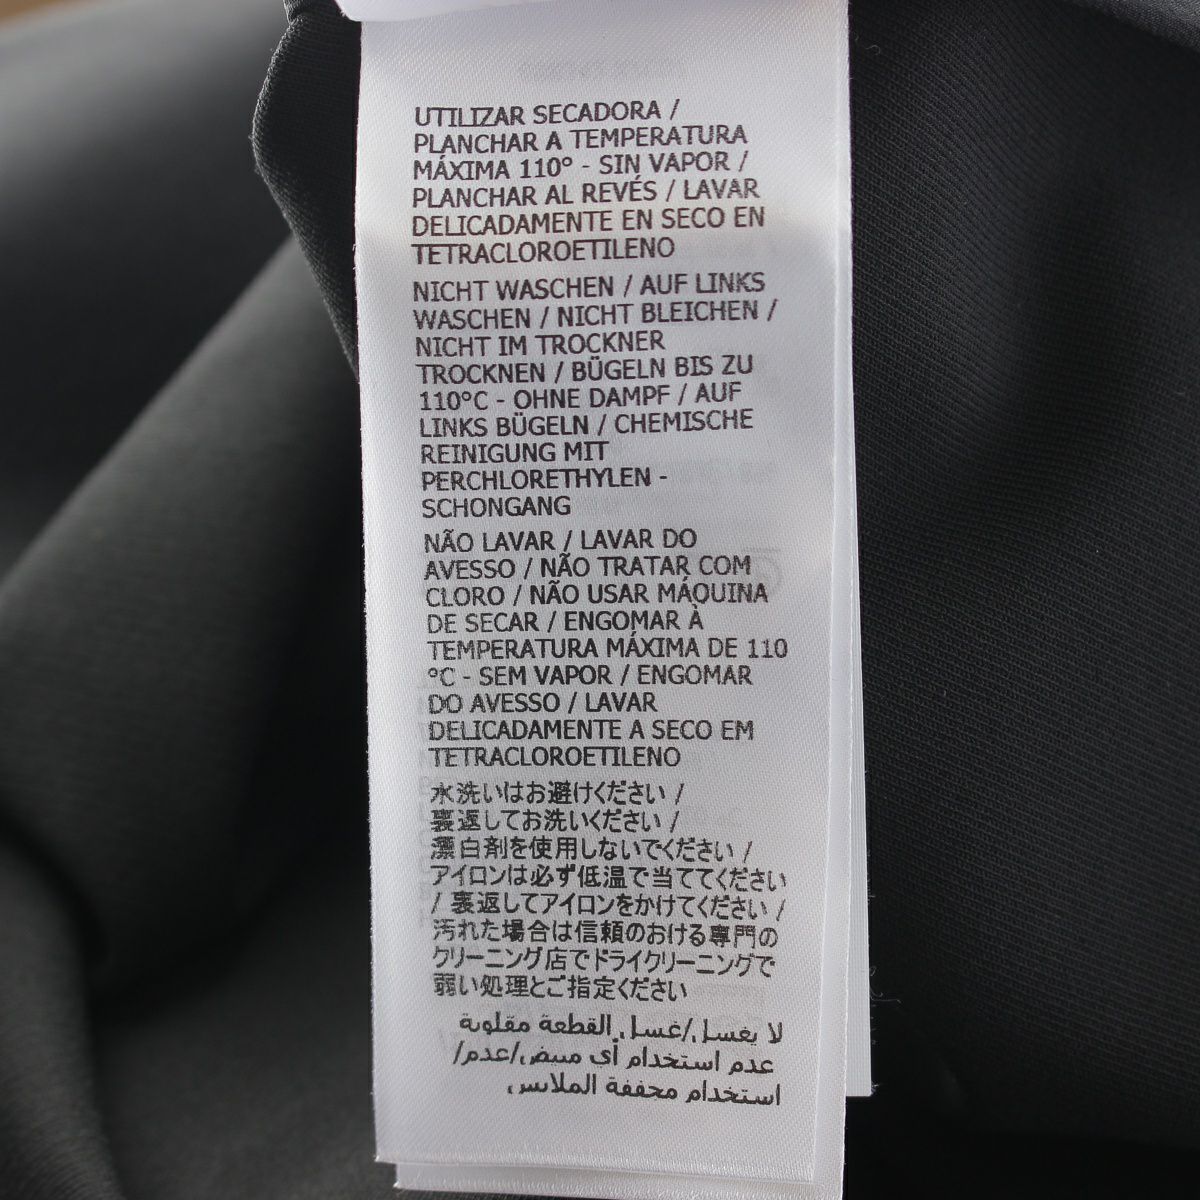 UTILIZAR SECADORA /
PLANCHAR A TEMPERATURA
MÁXIMA 110° - SIN VAPOR /
PLANCHAR AL REVÉS / LAVAR
DELICADAMENTE EN SECO EN
TETRACLOROETILENO
NICHT WASCHEN / AUF LINKS
WASCHEN / NICHT BLEICHEN /
NICHT IM TROCKNER
TROCKNEN / BÜGELN BIS ZU
110°C - OHNE DAMPF / AUF
LINKS BÜGELN / CHEMISCHE
REINIGUNG MIT
PERCHLORETHYLEN -
SCHONGANG
NÃO LAVAR / LAVAR DO
AVESSO / NÃO TRATAR COM
CLORO / NÃO USAR MÁQUINA
DE SECAR / ENGOMAR À
TEMPERATURA MÁXIMA DE 110
°C - SEM VAPOR / ENGOMAR
DO AVESSO / LAVAR
DELICADAMENTE A SECO EM
TETRACLOROETILENO
水洗いはお避けください /
裏返してお洗いください /
漂白剤を使用しないでください /
アイロンは必ず低温で当ててください
/ 裏返してアイロンをかけてください /
汚れた場合は信頼のおける専門の
クリーニング店でドライクリーニングで
弱い処理とご指定ください
لا يغسل/غسل القطعة مقلوبة
عدم استخدام أي مبيض/عدم/
استخدام مجففة الملابس